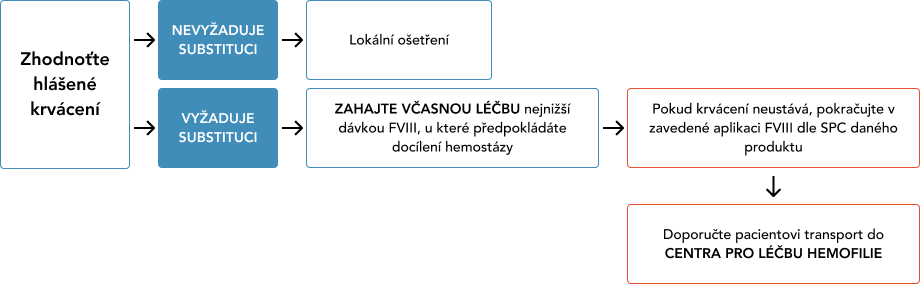 Zhodnoťte
hlášené
krvácení
NEVYŽADUJE
SUBSTITUCI
Lokální ošetření
VYŽADUJE
SUBSTITUCI
ZAHAJTE VČASNOU LÉČBU nejnižší
dávkou FVIII, u které předpokládáte
docílení hemostázy
Pokud krvácení neustává, pokračujte v
zavedené aplikaci FVIII dle SPC daného
produktu
Doporučte pacientovi transport do
CENTRA PRO LÉČBU HEMOFILIE